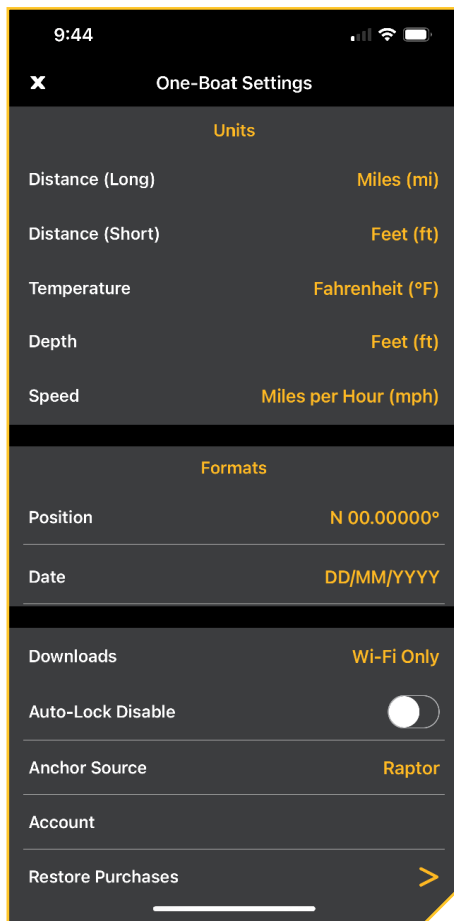 9:44
One-Boat Settings
Units
Distance (Long) Miles (mi)
Distance (Short) Feet (ft)
Temperature Fahrenheit (°F)
Depth Feet (ft)
Speed Miles per Hour (mph)
Formats
Position N 00.00000°
Date DD/MM/YYYY
Downloads Wi-Fi Only
Auto-Lock Disable
Anchor Source Raptor
Account
Restore Purchases >